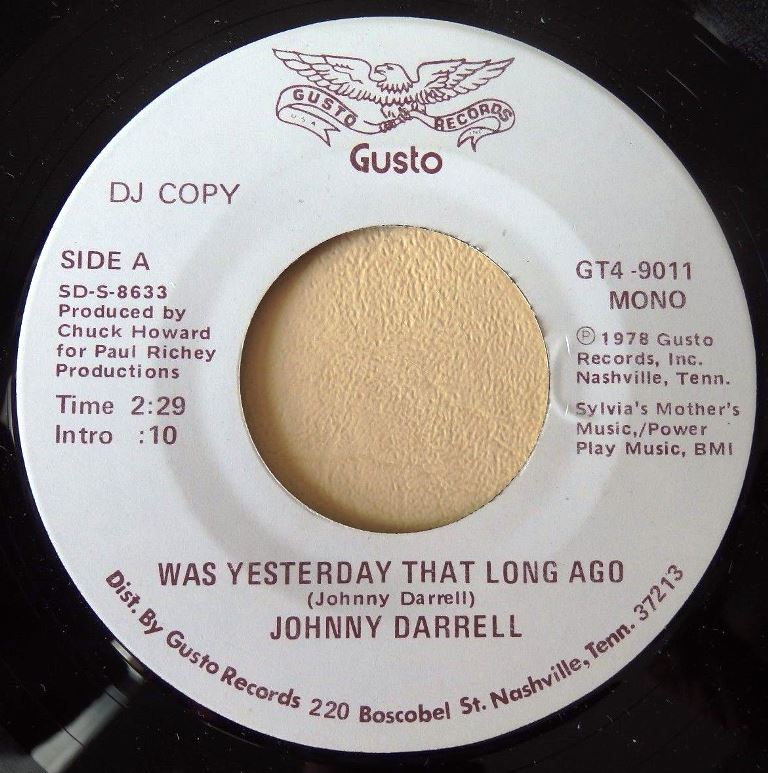 GUSTO RECORDS
USA INC
Gusto
DJ COPY
SIDE A
SD-S-8633
Produced by
Chuck Howard
for Paul Richey
Productions
Time 2:29
Intro :10
GT4-9011
MONO
℗ 1978 Gusto
Records, Inc.
Nashville, Tenn.
Sylvia's Mother's
Music,/Power
Play Music, BMI
WAS YESTERDAY THAT LONG AGO
(Johnny Darrell)
JOHNNY DARRELL
Dist. By Gusto Records 220 Boscobel St. Nashville, Tenn. 37213